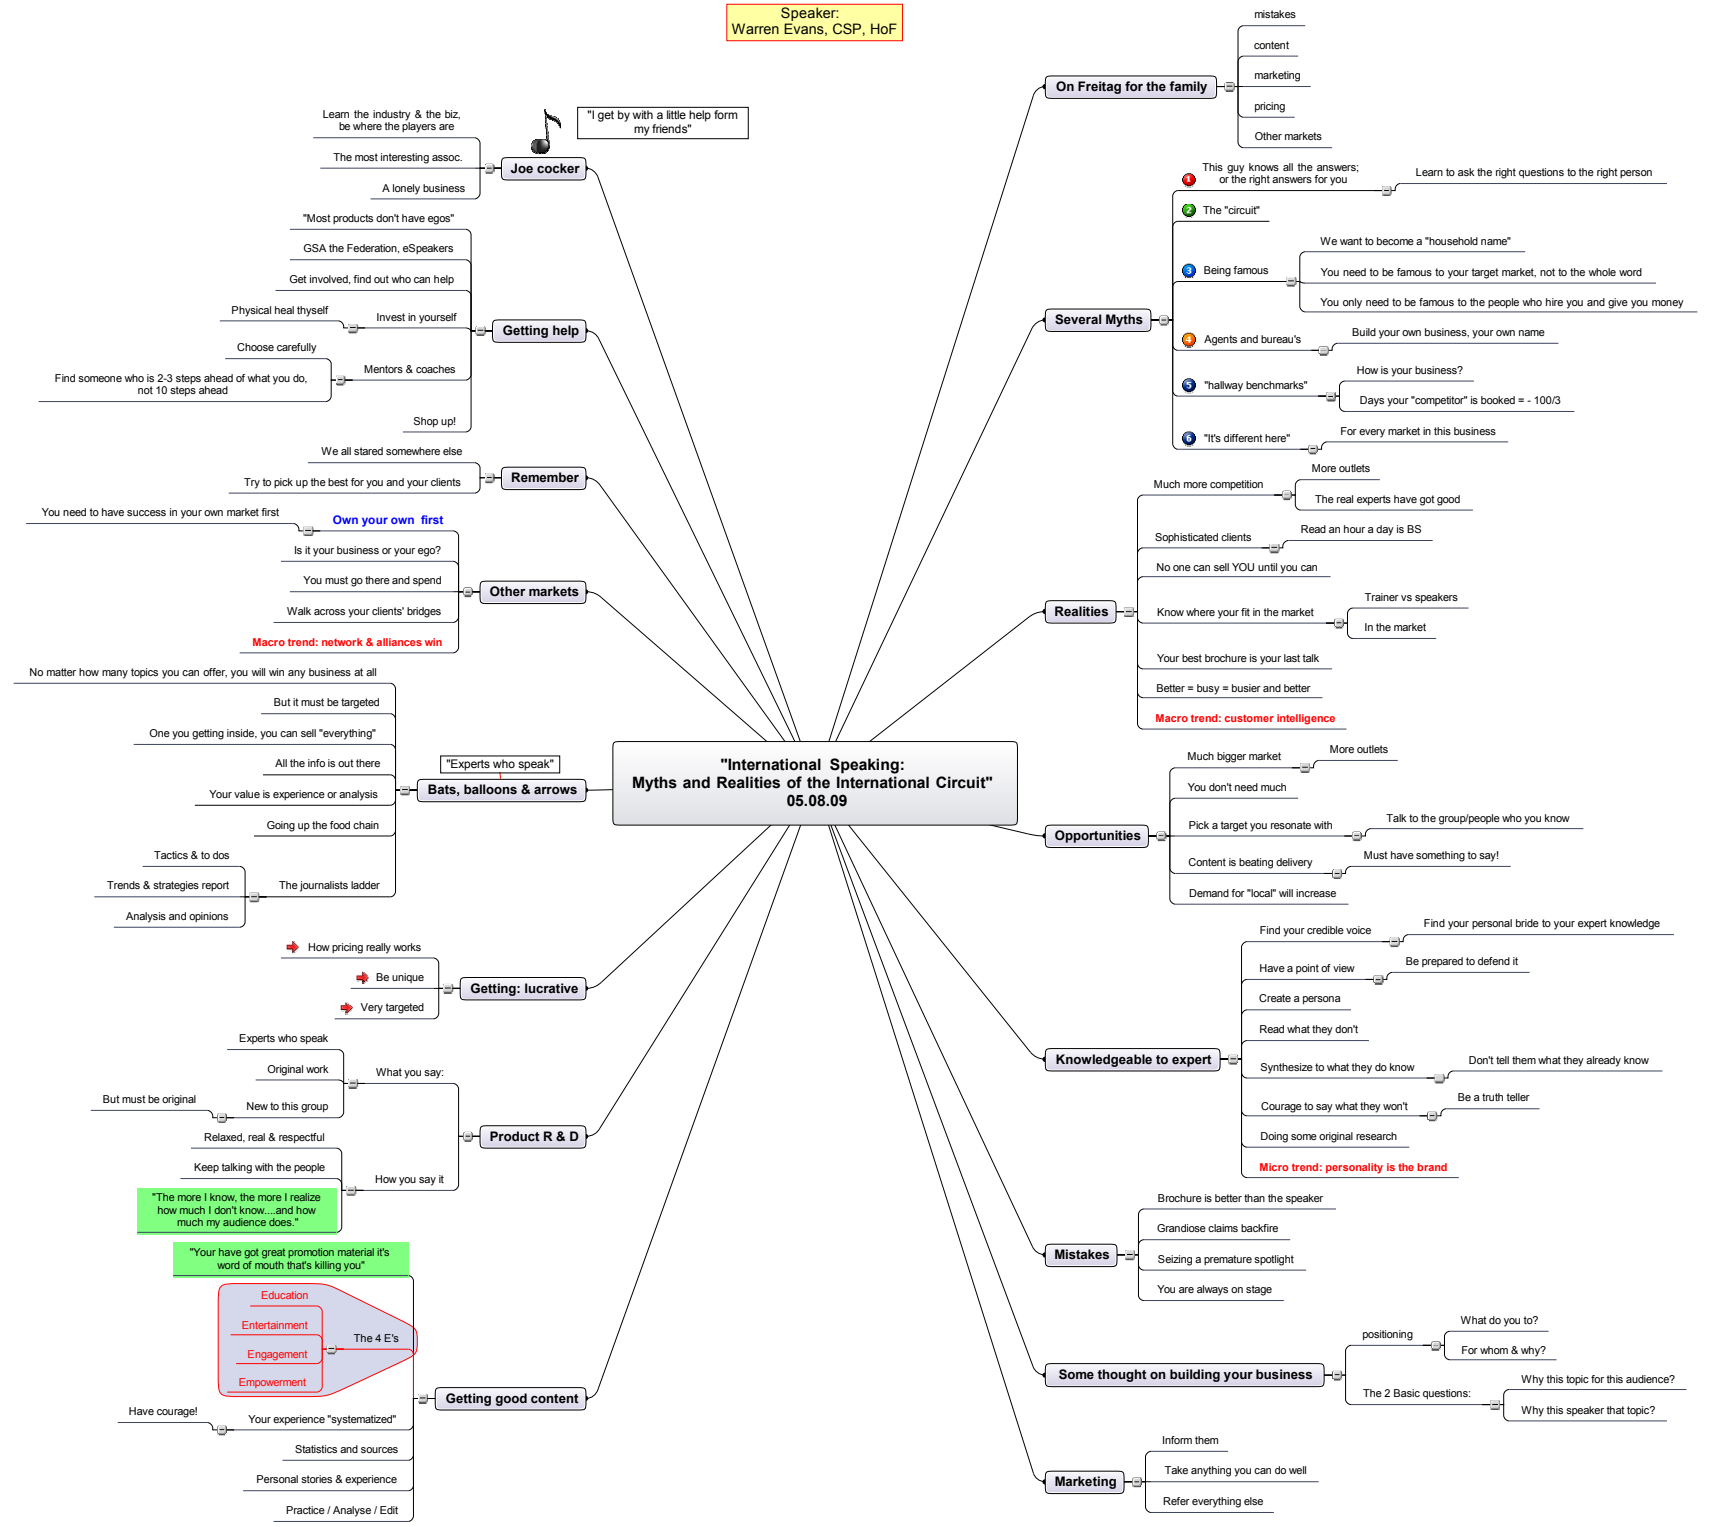 Speaker:
Warren Evans, CSP, HoF
"International Speaking:
Myths and Realities of the International Circuit"
05.08.09
On Freitag for the family
mistakes
content
marketing
pricing
Other markets
Several Myths
1
This guy knows all the answers;
or the right answers for you
Learn to ask the right questions to the right person
2
The "circuit"
3
Being famous
We want to become a "household name"
You need to be famous to your target market, not to the whole word
You only need to be famous to the people who hire you and give you money
4
Agents and bureau's
Build your own business, your own name
5
"hallway benchmarks"
How is your business?
Days your "competitor" is booked = - 100/3
6
"It's different here"
For every market in this business
Realities
Much more competition
More outlets
The real experts have got good
Sophisticated clients
Read an hour a day is BS
No one can sell YOU until you can
Know where your fit in the market
Trainer vs speakers
In the market
Your best brochure is your last talk
Better = busy = busier and better
Macro trend: customer intelligence
Opportunities
Much bigger market
More outlets
You don't need much
Pick a target you resonate with
Talk to the group/people who you know
Content is beating delivery
Must have something to say!
Demand for "local" will increase
Knowledgeable to expert
Find your credible voice
Find your personal bride to your expert knowledge
Have a point of view
Be prepared to defend it
Create a persona
Read what they don't
Synthesize to what they do know
Don't tell them what they already know
Courage to say what they won't
Be a truth teller
Doing some original research
Micro trend: personality is the brand
Mistakes
Brochure is better than the speaker
Grandiose claims backfire
Seizing a premature spotlight
You are always on stage
Some thought on building your business
positioning
What do you to?
For whom & why?
The 2 Basic questions:
Why this topic for this audience?
Why this speaker that topic?
Marketing
Inform them
Take anything you can do well
Refer everything else
"I get by with a little help form
my friends"
Joe cocker
Learn the industry & the biz,
be where the players are
The most interesting assoc.
A lonely business
Getting help
"Most products don't have egos"
GSA the Federation, eSpeakers
Get involved, find out who can help
Invest in yourself
Physical heal thyself
Mentors & coaches
Choose carefully
Find someone who is 2-3 steps ahead of what you do,
not 10 steps ahead
Shop up!
Remember
We all stared somewhere else
Try to pick up the best for you and your clients
Other markets
Own your own first
You need to have success in your own market first
Is it your business or your ego?
You must go there and spend
Walk across your clients' bridges
Macro trend: network & alliances win
"Experts who speak"
Bats, balloons & arrows
No matter how many topics you can offer, you will win any business at all
But it must be targeted
One you getting inside, you can sell "everything"
All the info is out there
Your value is experience or analysis
Going up the food chain
The journalists ladder
Tactics & to dos
Trends & strategies report
Analysis and opinions
Getting: lucrative
How pricing really works
Be unique
Very targeted
Product R & D
What you say:
Experts who speak
Original work
New to this group
But must be original
How you say it
Relaxed, real & respectful
Keep talking with the people
"The more I know, the more I realize
how much I don't know....and how
much my audience does."
Getting good content
"Your have got great promotion material it's
word of mouth that's killing you"
The 4 E's
Education
Entertainment
Engagement
Empowerment
Your experience "systematized"
Have courage!
Statistics and sources
Personal stories & experience
Practice / Analyse / Edit